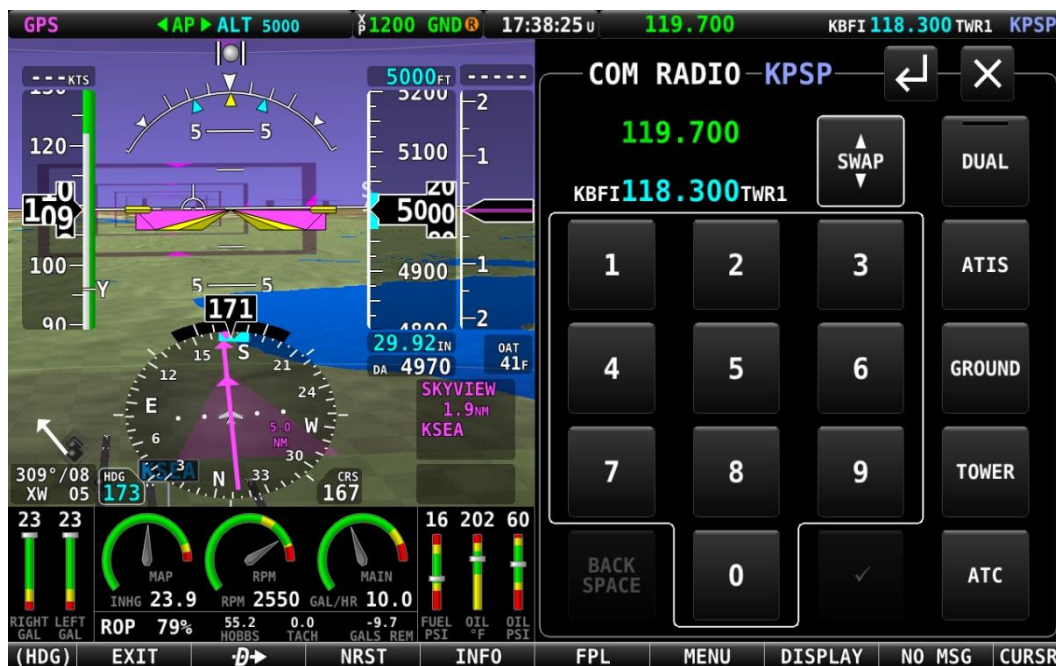 GPS ◀AP▶ ALT 5000 XP1200 GND R 17:38:25 U 119.700 KBFI 118.300 TWR1 KPSP
---KTS
5000FT -----
COM RADIO KPSP
5200 2
5 5
119.700
120
5100 1
SWAP
DUAL
KBFI 118.300 TWR1
20
109
5000
S
1 2 3 ATIS
100
4900 1
Y
5 5
171
90
2
29.92IN
OAT
DA 4970 41F
4 5 6 GROUND
15 S 21
12 24
E W
6 30
3 N 33
SKYVIEW
1.9NM
KSEA
5.0
NM
KSEA
7 8 9 TOWER
309°/08
XW 05
HDG
173
CRS
167
23 23 16 202 60
BACK
SPACE
0 ✓ ATC
MAP RPM MAIN
INHG 23.9 RPM 2550 GAL/HR 10.0
RIGHT LEFT
GAL GAL
FUEL OIL OIL
PSI °F PSI
ROP 79% 55.2 0.0 -9.7
HOBBS TACH GALS REM
(HDG) EXIT D NRST INFO FPL MENU DISPLAY NO MSG CURSR